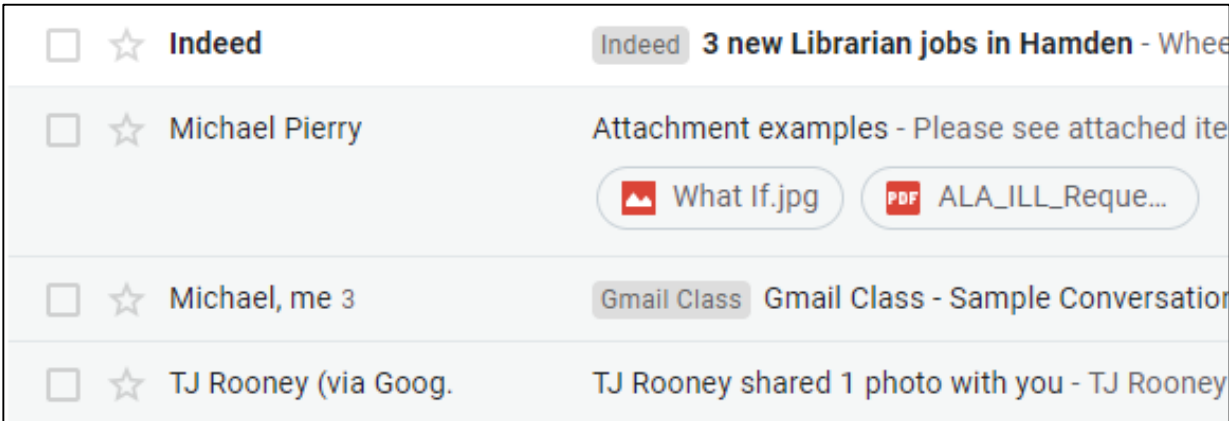 Indeed Indeed 3 new Librarian jobs in Hamden - Whee
Michael Pierry Attachment examples - Please see attached ite
What If.jpg PDF ALA_ILL_Reque...
Michael, me 3 Gmail Class Gmail Class - Sample Conversation
TJ Rooney (via Goog. TJ Rooney shared 1 photo with you - TJ Rooney